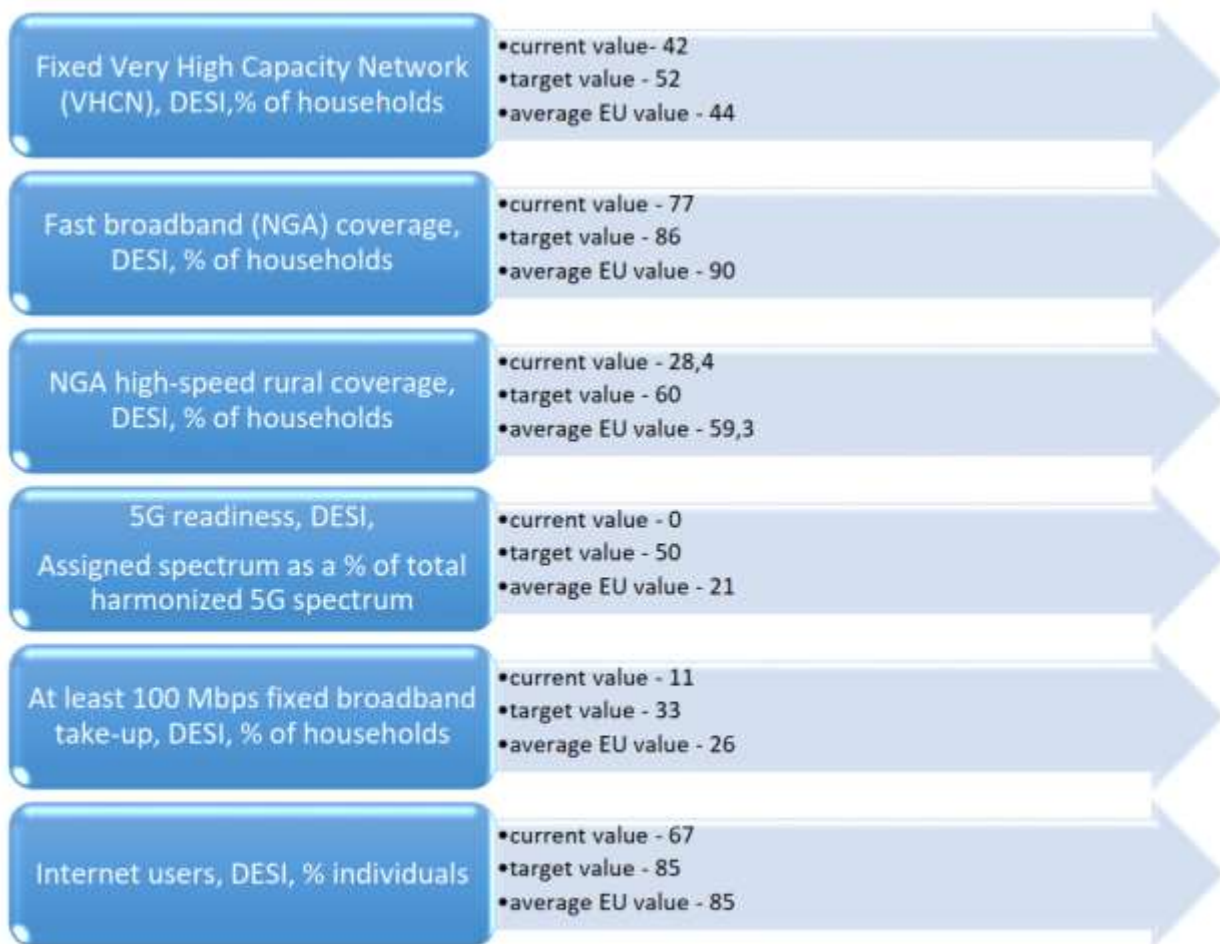 Fixed Very High Capacity Network
(VHCN), DESI,% of households
•current value- 42
•target value - 52
•average EU value - 44
Fast broadband (NGA) coverage,
DESI, % of households
•current value - 77
•target value - 86
•average EU value - 90
NGA high-speed rural coverage,
DESI, % of households
•current value - 28,4
•target value - 60
•average EU value - 59,3
5G readiness, DESI,
Assigned spectrum as a % of total
harmonized 5G spectrum
•current value - 0
•target value - 50
•average EU value - 21
At least 100 Mbps fixed broadband
take-up, DESI, % of households
•current value - 11
•target value - 33
•average EU value - 26
Internet users, DESI, % individuals
•current value - 67
•target value - 85
•average EU value - 85